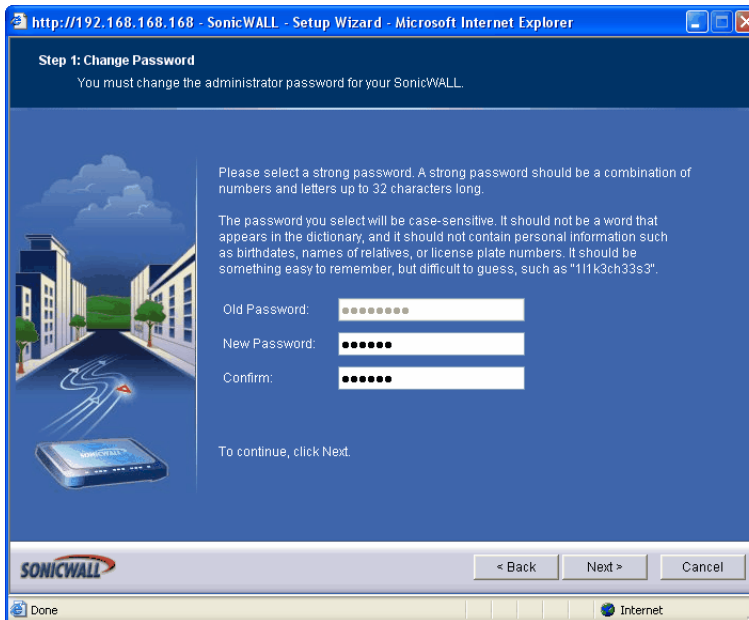 http://192.168.168.168 - SonicWALL - Setup Wizard - Microsoft Internet Explorer
Step 1: Change Password
You must change the administrator password for your SonicWALL.
Please select a strong password. A strong password should be a combination of
numbers and letters up to 32 characters long.
The password you select will be case-sensitive. It should not be a word that
appears in the dictionary, and it should not contain personal information such
as birthdates, names of relatives, or license plate numbers. It should be
something easy to remember, but difficult to guess, such as "1l1k3ch33s3".
Old Password:
New Password:
Confirm:
To continue, click Next.
SONICWALL
SONICWALL
< Back
Next >
Cancel
Done
Internet